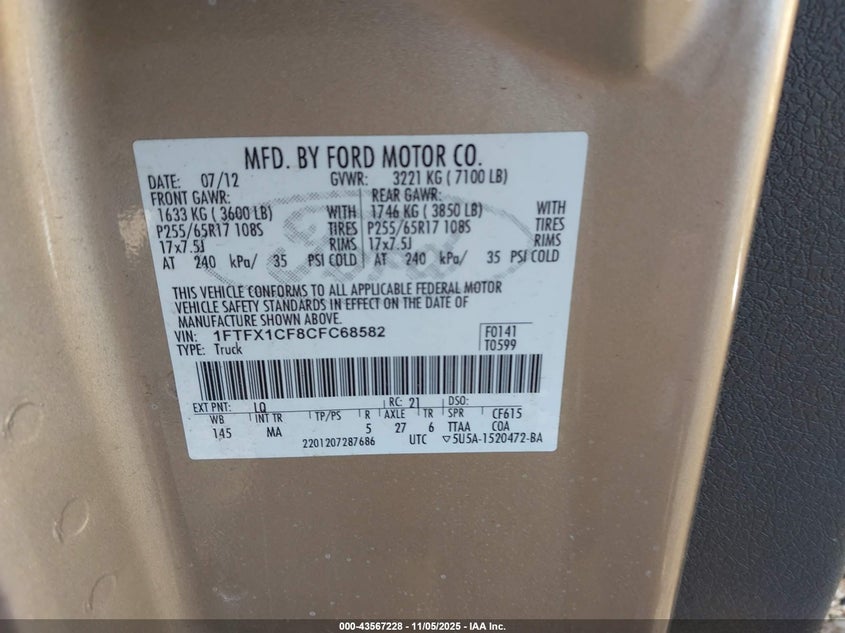 MFD. BY FORD MOTOR CO.
DATE: 07/12 GVWR: 3221 KG ( 7100 LB)
FRONT GAWR: REAR GAWR:
1633 KG ( 3600 LB) WITH 1746 KG ( 3850 LB) WITH
P255/65R17 108S TIRES P255/65R17 108S TIRES
17x7.5J RIMS 17x7.5J RIMS
AT 240 kPa/ 35 PSI COLD AT 240 kPa/ 35 PSI COLD
THIS VEHICLE CONFORMS TO ALL APPLICABLE FEDERAL MOTOR
VEHICLE SAFETY STANDARDS IN EFFECT ON THE DATE OF
MANUFACTURE SHOWN ABOVE.
VIN: 1FTFX1CF8CFC68582 F0141
TYPE: Truck T0599
EXT PNT: LQ RC: 21 DSO:
WB INT TR TP/PS R AXLE TR SPR CF615
145 MA 5 27 6 TTAA COA
2201207287686 UTC ▽5U5A-1520472-BA
000-43567228 - 11/05/2025 - IAA Inc.